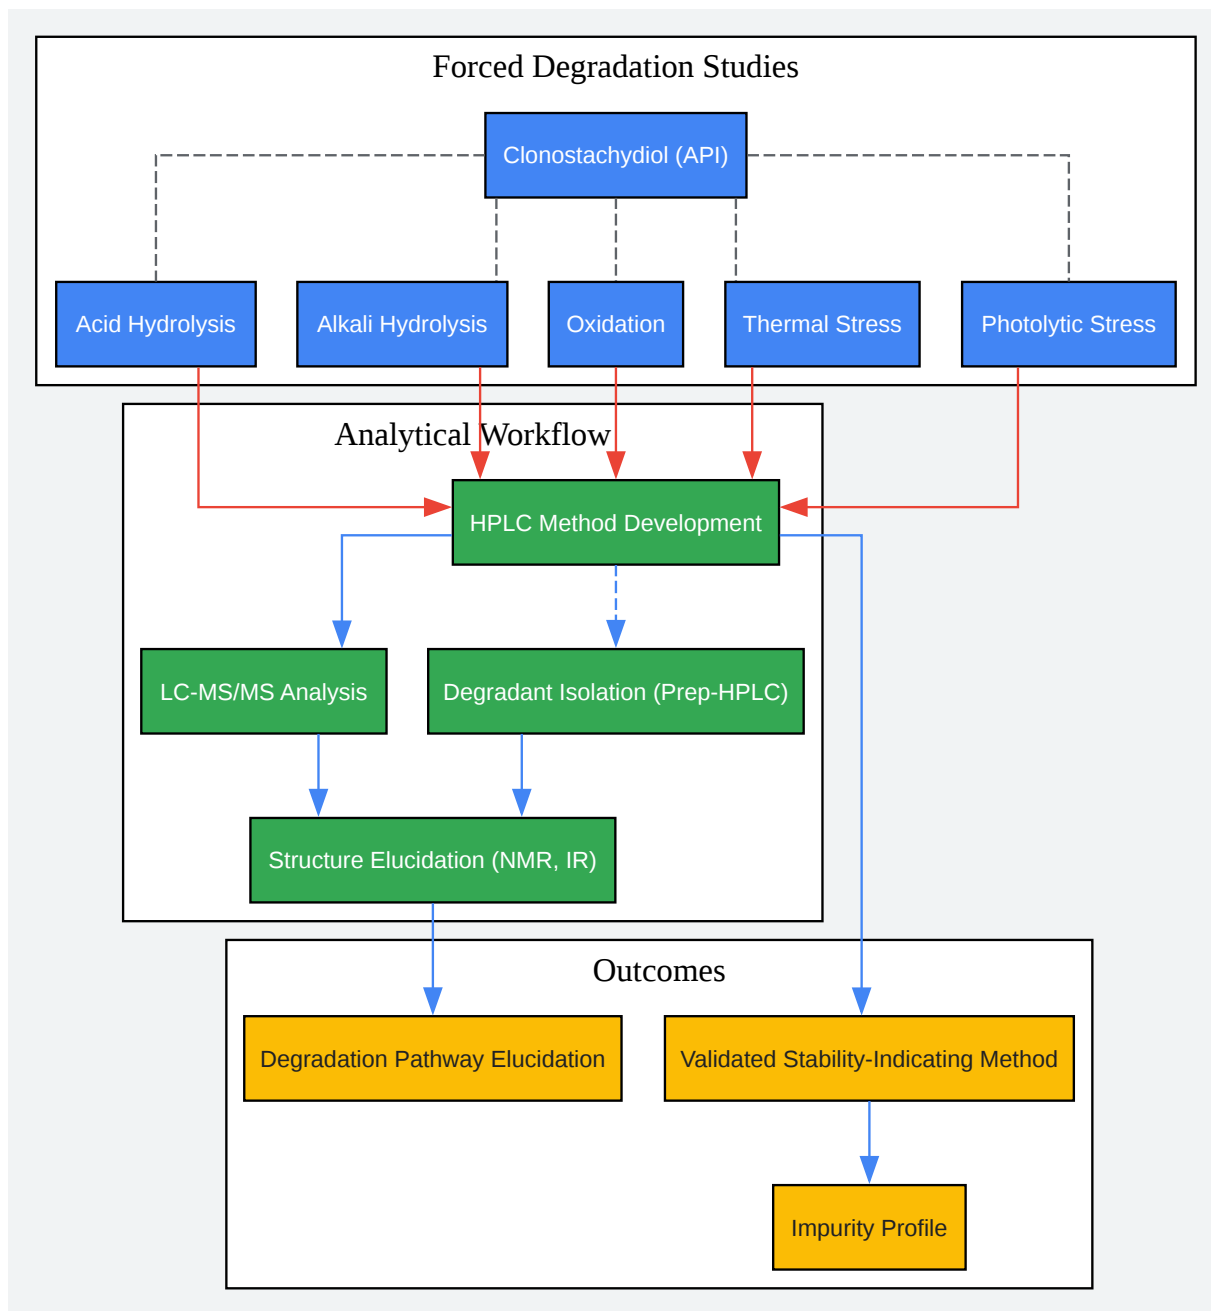 Forced Degradation Studies
Clonostachydiol (API)
Acid Hydrolysis
Alkali Hydrolysis
Oxidation
Thermal Stress
Photolytic Stress
Analytical Workflow
HPLC Method Development
LC-MS/MS Analysis
Degradant Isolation (Prep-HPLC)
Structure Elucidation (NMR, IR)
Outcomes
Degradation Pathway Elucidation
Validated Stability-Indicating Method
Impurity Profile